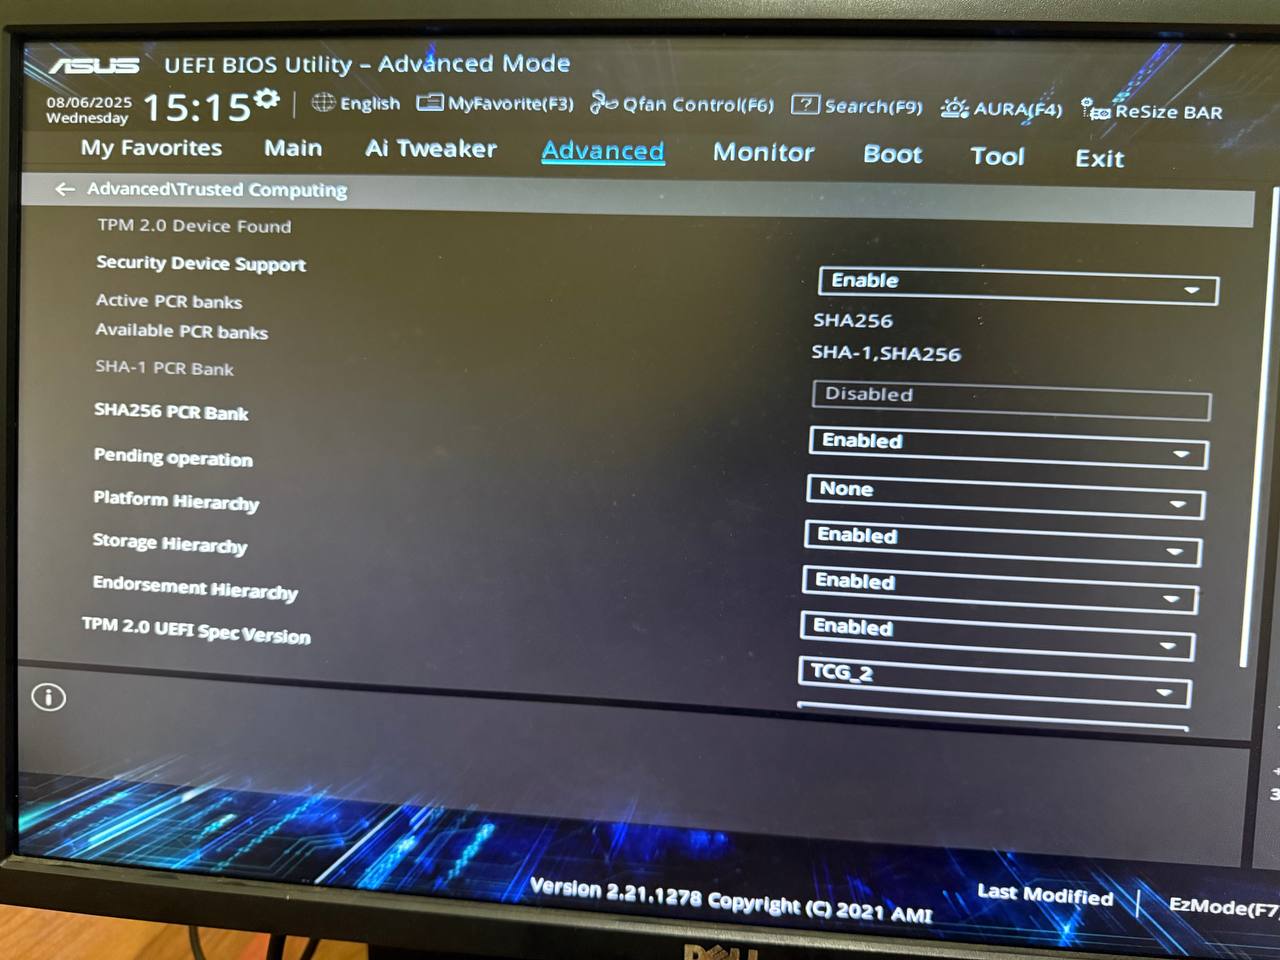 ASUS UEFI BIOS Utility – Advanced Mode
08/06/2025 Wednesday 15:15 English MyFavorite(F3) Qfan Control(F6) ? Search(F9) AURA(F4) ReSize BAR
My Favorites Main Ai Tweaker Advanced Monitor Boot Tool Exit
← Advanced\Trusted Computing
TPM 2.0 Device Found
Security Device Support Enable
Active PCR banks SHA256
Available PCR banks SHA-1,SHA256
SHA-1 PCR Bank Disabled
SHA256 PCR Bank Enabled
Pending operation None
Platform Hierarchy Enabled
Storage Hierarchy Enabled
Endorsement Hierarchy Enabled
TPM 2.0 UEFI Spec Version TCG_2
i
Version 2.21.1278 Copyright (C) 2021 AMI
Last Modified | EzMode(F7
DELL